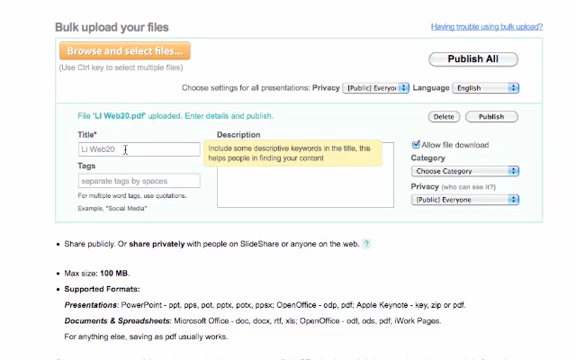 Bulk upload your files
Having trouble using bulk upload?
Browse and select files...
(Use Ctrl key to select multiple files)
Publish All
Choose settings for all presentations: Privacy [Public] Everyo Language English
File 'LI Web20.pdf' uploaded. Enter details and publish.
Delete Publish
Title* Description
LI Web20
Include some descriptive keywords in the title, this
helps people in finding your content
Allow file download
Category
Choose Category
Tags
separate tags by spaces
For multiple word tags, use quotations.
Example, "Social Media"
Privacy (who can see it?)
[Public] Everyone
• Share publicly. Or share privately with people on SlideShare or anyone on the web. ?
• Max size: 100 MB.
• Supported Formats:
Presentations: PowerPoint - ppt, pps, pot, pptx, potx, ppsx; OpenOffice - odp, pdf; Apple Keynote - key, zip or pdf.
Documents & Spreadsheets: Microsoft Office - doc, docx, rtf, xls; OpenOffice - odt, ods, pdf; iWork Pages.
For anything else, saving as pdf usually works.